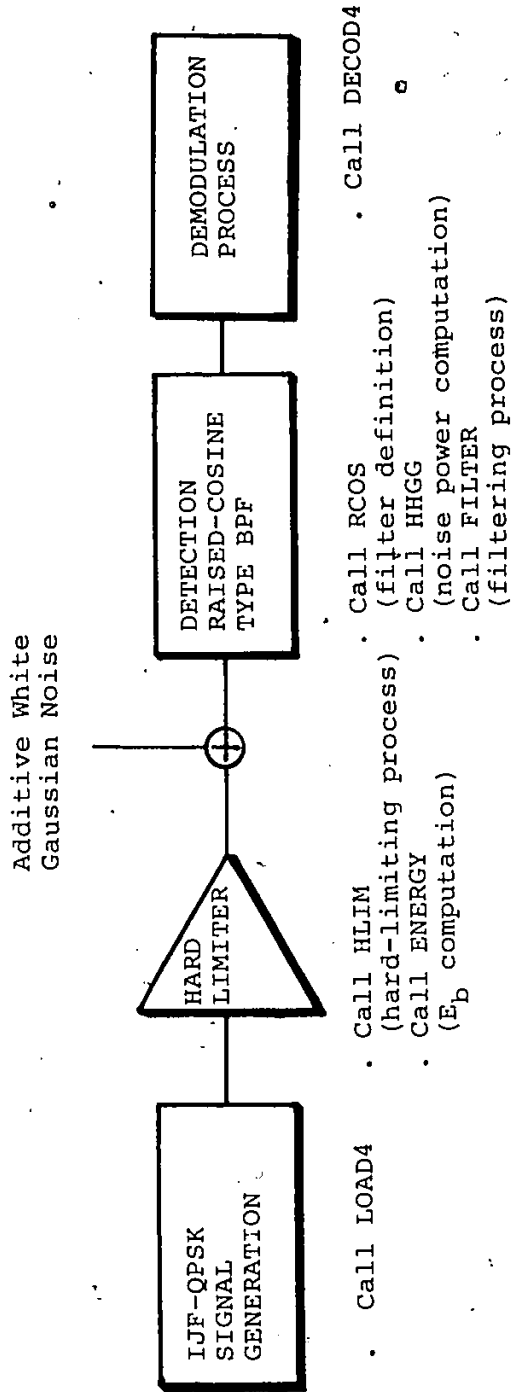 Additive White
Gaussian Noise
IJF-QPSK
SIGNAL
GENERATION
HARD
LIMITER
DETECTION
RAISED-COSINE
TYPE BPF
DEMODULATION
PROCESS
· Call LOAD4
· Call HLIM
(hard-limiting process)
· Call ENERGY
(Eb computation)
· Call RCOS
(filter definition)
· Call HHGG
(noise power computation)
· Call FILTER
(filtering process)
· Call DECOD4